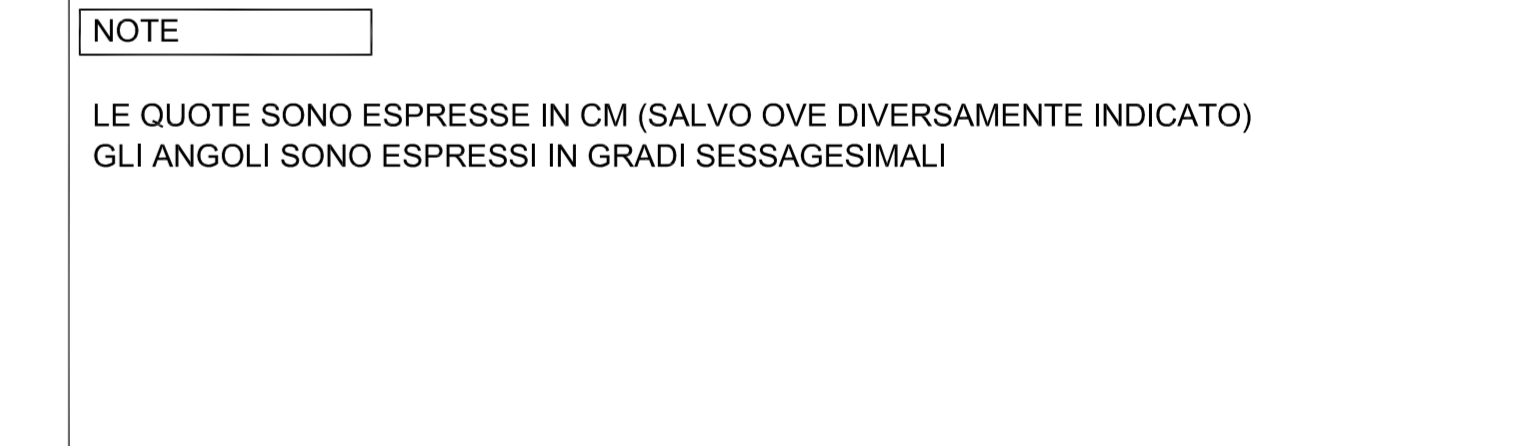 NOTE
LE QUOTE SONO ESPRESSE IN CM (SALVO OVE DIVERSAMENTE INDICATO)
GLI ANGOLI SONO ESPRESSI IN GRADI SESSAGESIMALI